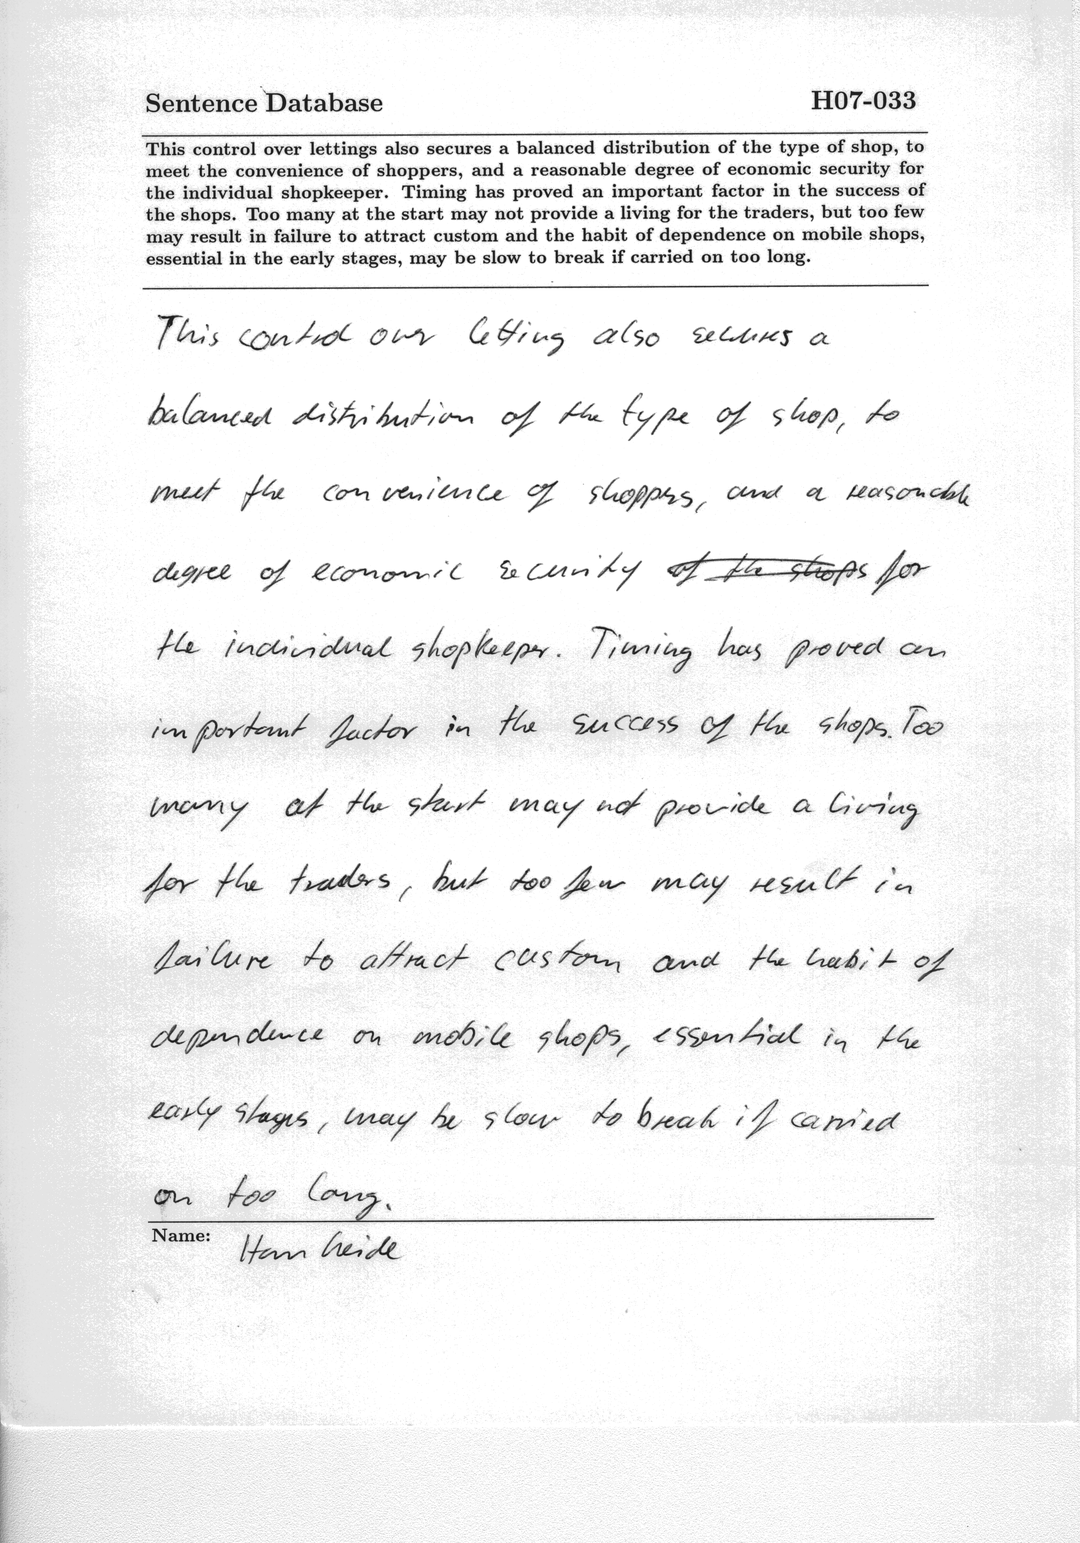 Sentence Database H07-033
This control over lettings also secures a balanced distribution of the type of shop, to
meet the convenience of shoppers, and a reasonable degree of economic security for
the individual shopkeeper. Timing has proved an important factor in the success of
the shops. Too many at the start may not provide a living for the traders, but too few
may result in failure to attract custom and the habit of dependence on mobile shops,
essential in the early stages, may be slow to break if carried on too long.
This control over letting also secures a
balanced distribution of the type of shop, to
meet the convenience of shoppers, and a reasonable
degree of economic security of the shops for
the individual shopkeeper. Timing has proved an
important factor in the success of the shops. Too
many at the start may not provide a living
for the traders, but too few may result in
failure to attract custom and the habit of
dependence on mobile shops, essential in the
early stages, may be slow to break if carried
on too long.
Name: